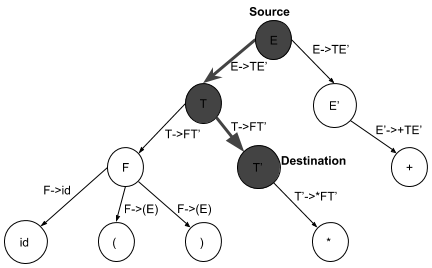 Source
E
E->TE’
E->TE’
T
E’
T->FT’
T->FT’
E’->+TE’
F
T’
Destination
+
F->id
F->(E)
F->(E)
T’->*FT’
id
(
)
*